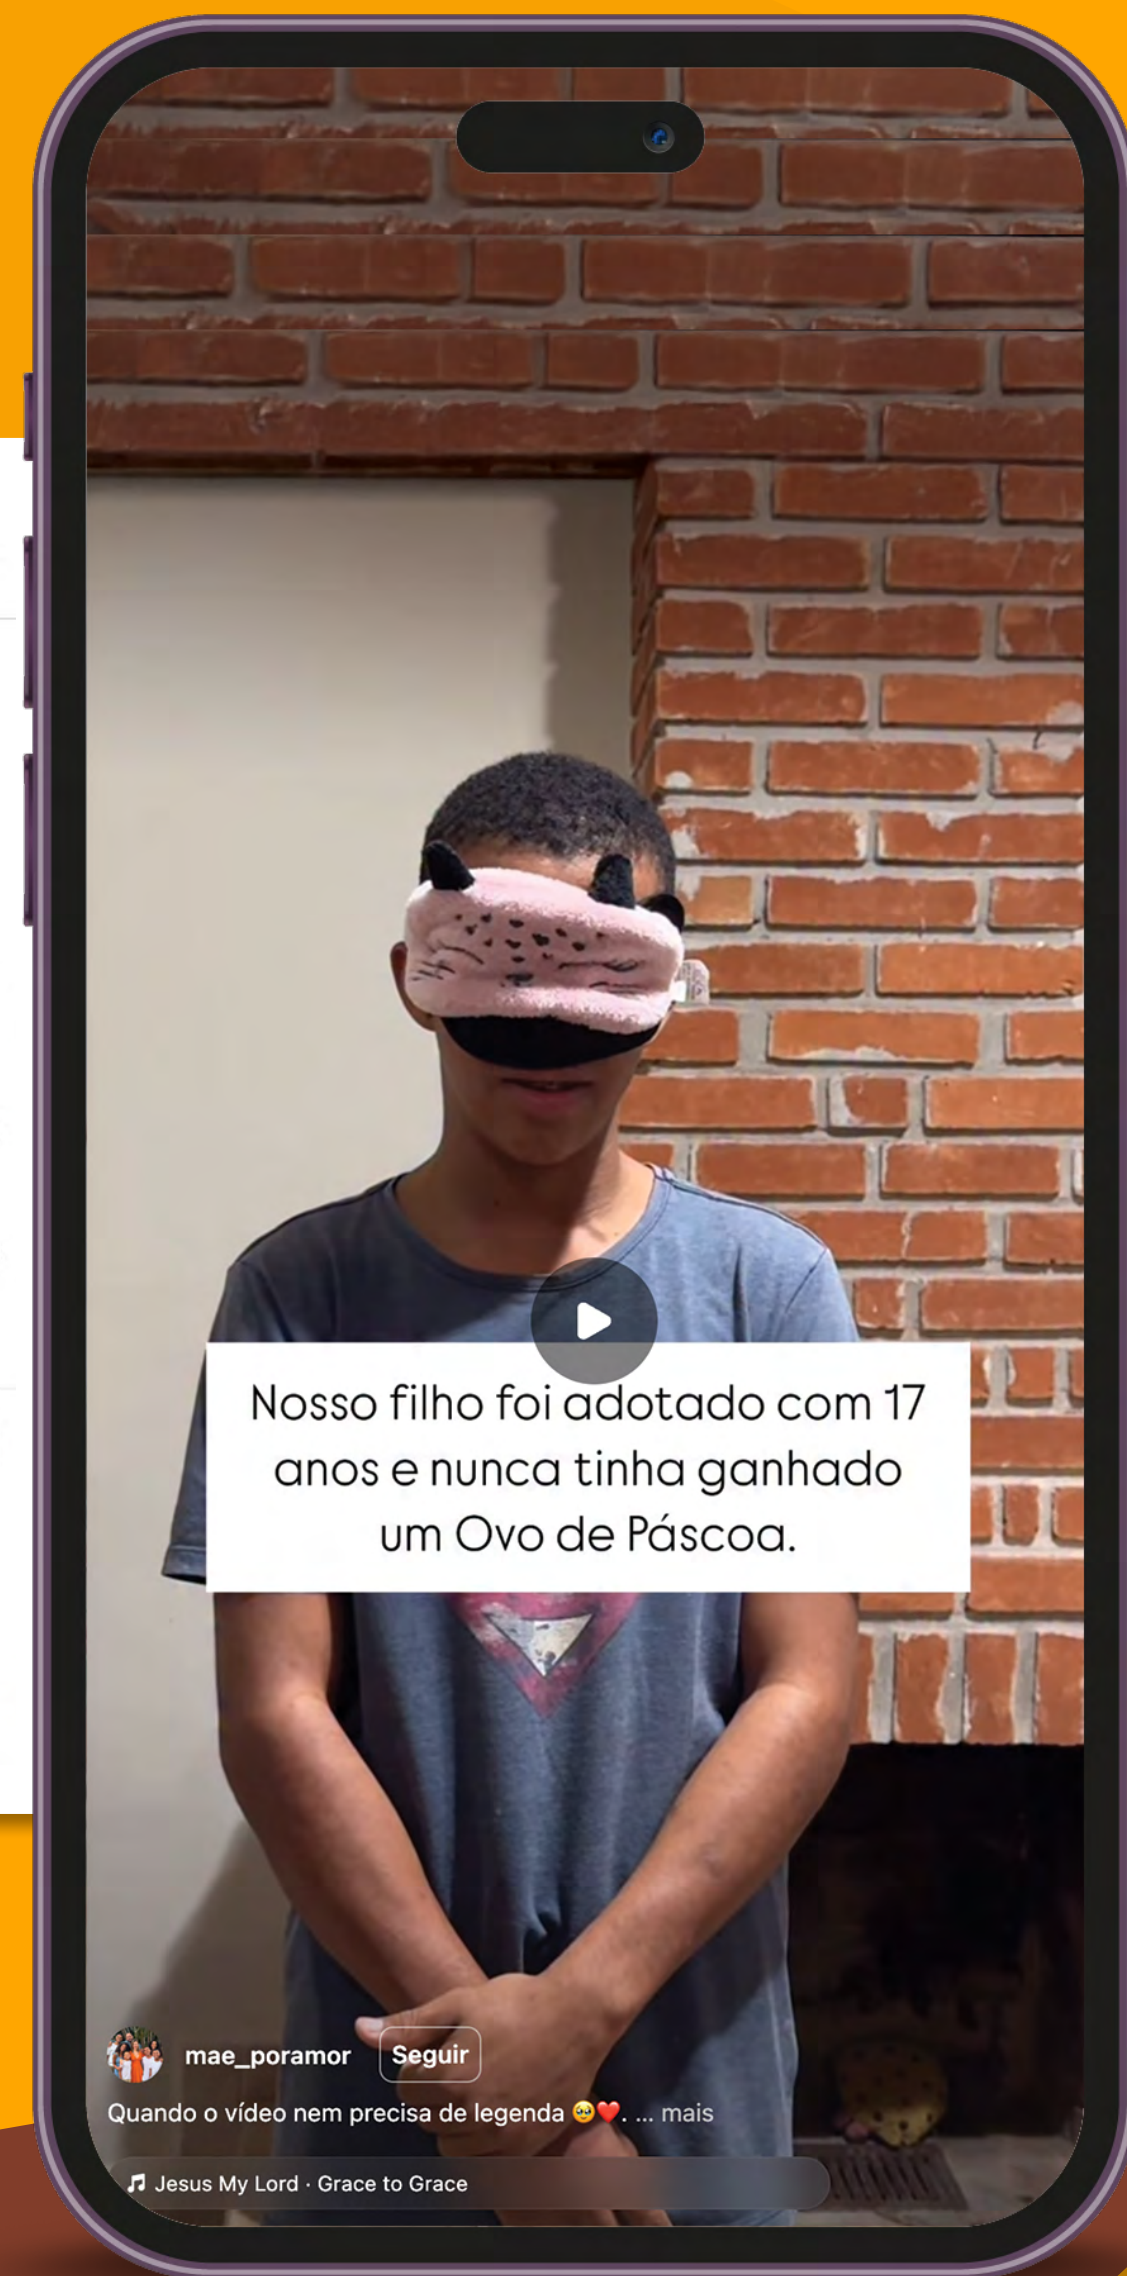 Nosso filho foi adotado com 17
anos e nunca tinha ganhado
um Ovo de Páscoa.
mae_poramor Seguir
Quando o vídeo nem precisa de legenda 🥹❤️. ... mais
Jesus My Lord · Grace to Grace